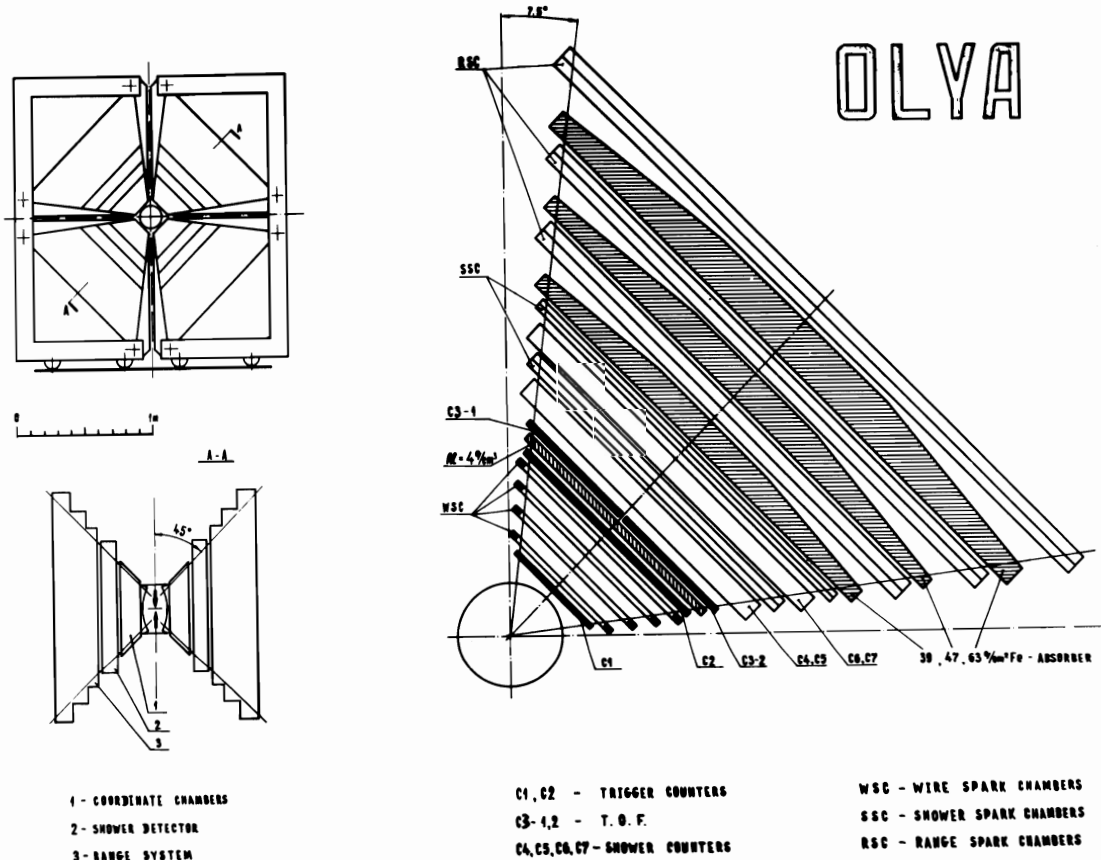 7.5°
RSC
OLYA
A
SSC
A
0
1m
C3-1
A-A
Al = 4 g/cm²
WSC
45°
1
2
3
C1
C2
C3-2
C4,C5
C6,C7
39 , 47, 63 g/cm² Fe - ABSORBER
1 - COORDINATE CHAMBERS
2 - SHOWER DETECTOR
3 - RANGE SYSTEM
C1, C2 - TRIGGER COUNTERS
C3-1,2 - T. O. F.
C4, C5, C6, C7 - SHOWER COUNTERS
WSC - WIRE SPARK CHAMBERS
SSC - SHOWER SPARK CHAMBERS
RSC - RANGE SPARK CHAMBERS